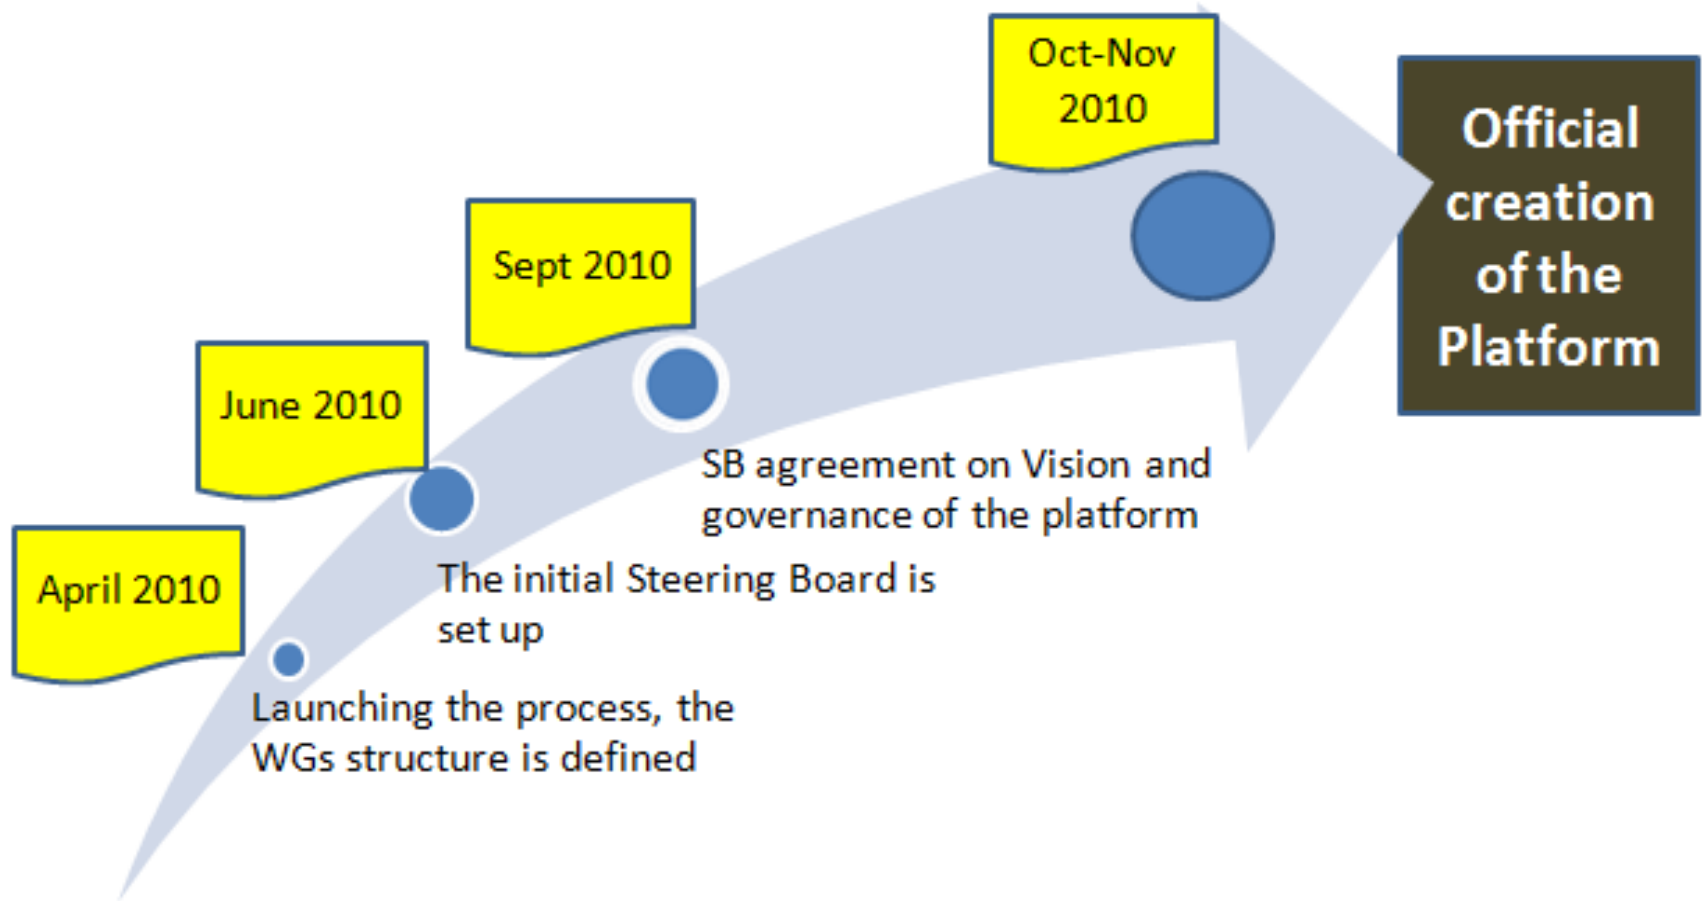 April 2010
Launching the process, the
WGs structure is defined
June 2010
The initial Steering Board is
set up
Sept 2010
SB agreement on Vision and
governance of the platform
Oct-Nov
2010
Official
creation
of the
Platform